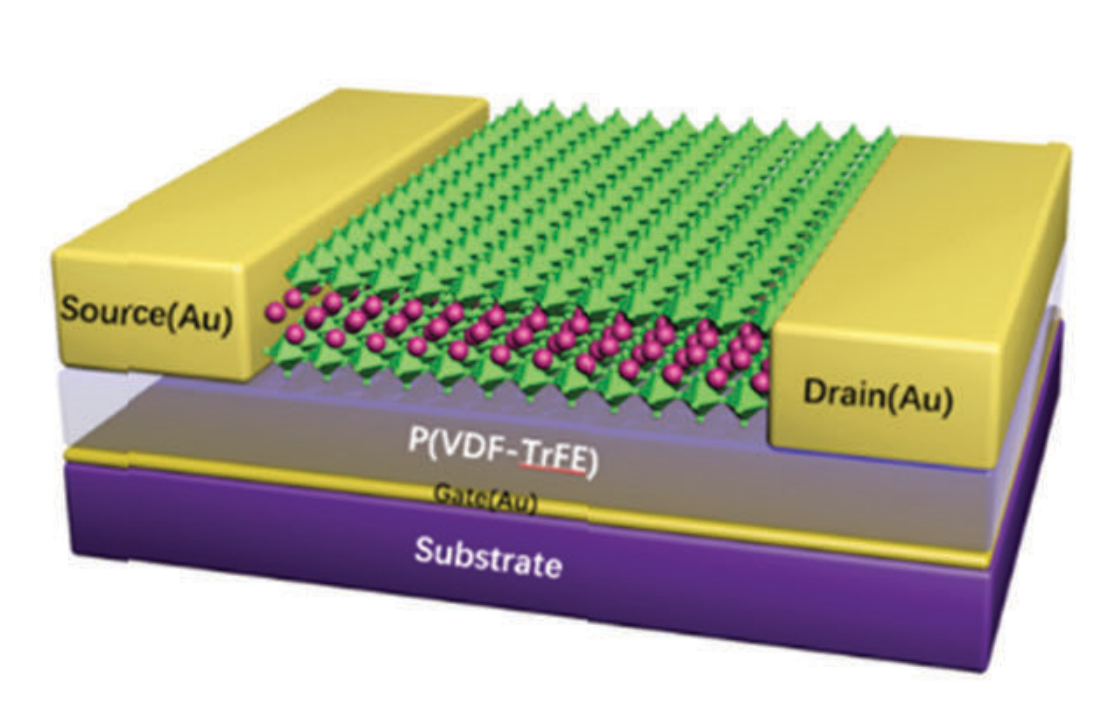 Source(Au)
Drain(Au)
P(VDF-TrFE)
Gate(Au)
Substrate